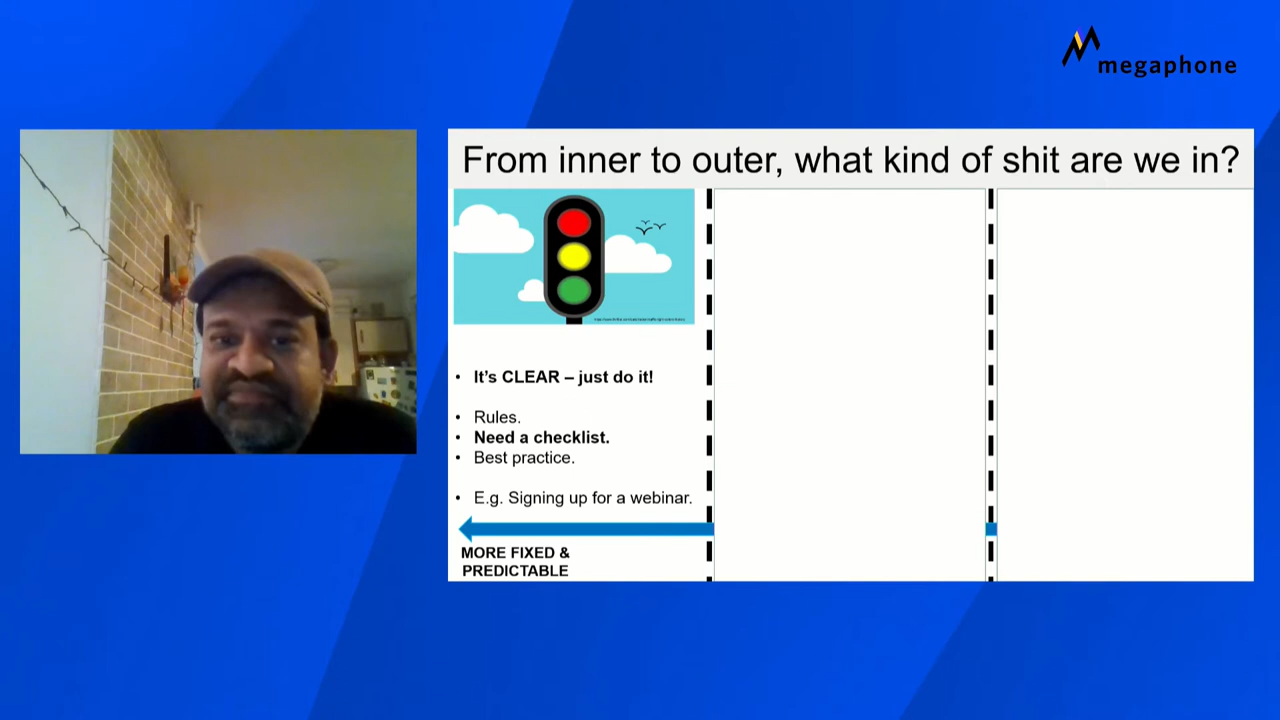 megaphone
From inner to outer, what kind of shit are we in?
• It's CLEAR – just do it!
• Rules.
• Need a checklist.
• Best practice.
• E.g. Signing up for a webinar.
MORE FIXED &
PREDICTABLE